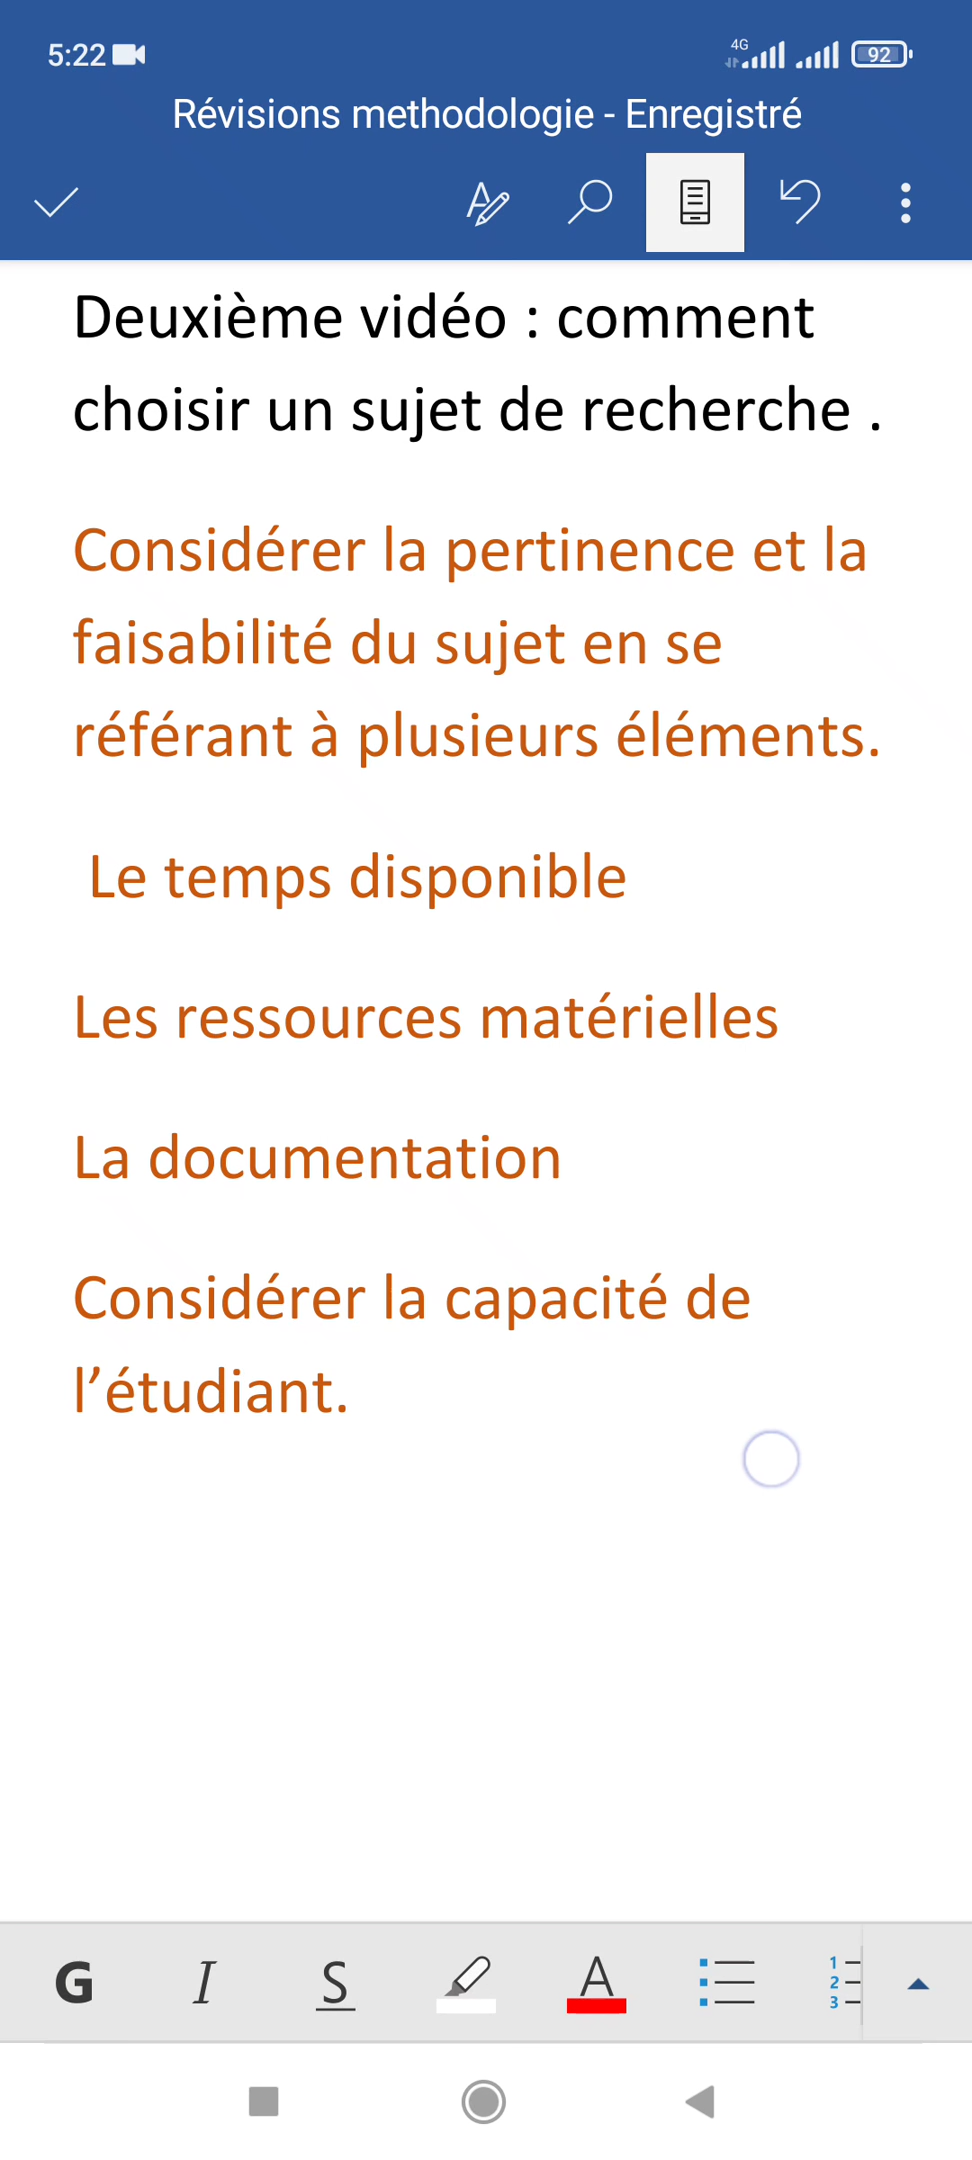 5:22
4G
92
Révisions methodologie - Enregistré
Deuxième vidéo : comment
choisir un sujet de recherche .
Considérer la pertinence et la
faisabilité du sujet en se
référant à plusieurs éléments.
Le temps disponible
Les ressources matérielles
La documentation
Considérer la capacité de
l’étudiant.
G I S A
1
2
3